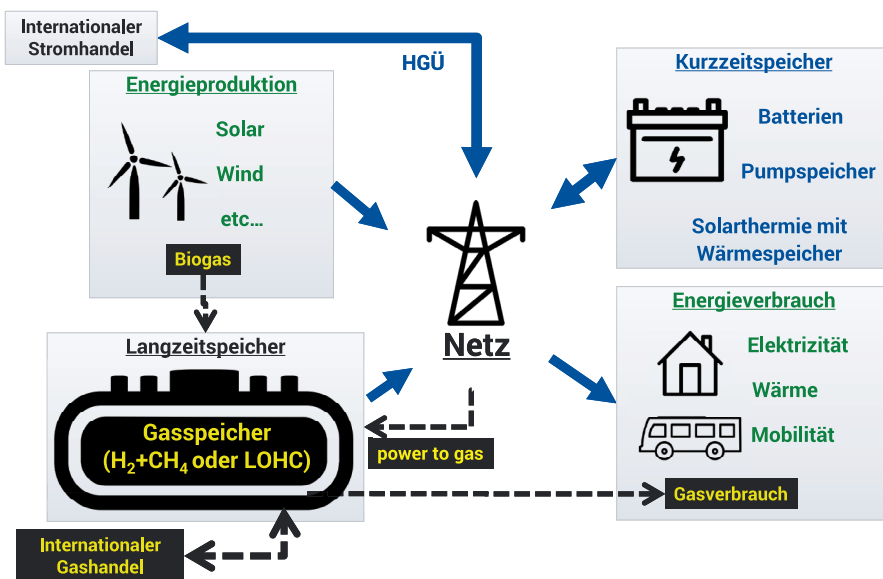 Internationaler
Stromhandel
HGÜ
Energieproduktion
Solar
Wind
etc...
Biogas
Kurzzeitspeicher
Batterien
Pumpspeicher
Solarthermie mit
Wärmespeicher
Netz
Langzeitspeicher
Gasspeicher
(H₂+CH₄ oder LOHC)
power to gas
Energieverbrauch
Elektrizität
Wärme
Mobilität
Gasverbrauch
Internationaler
Gashandel